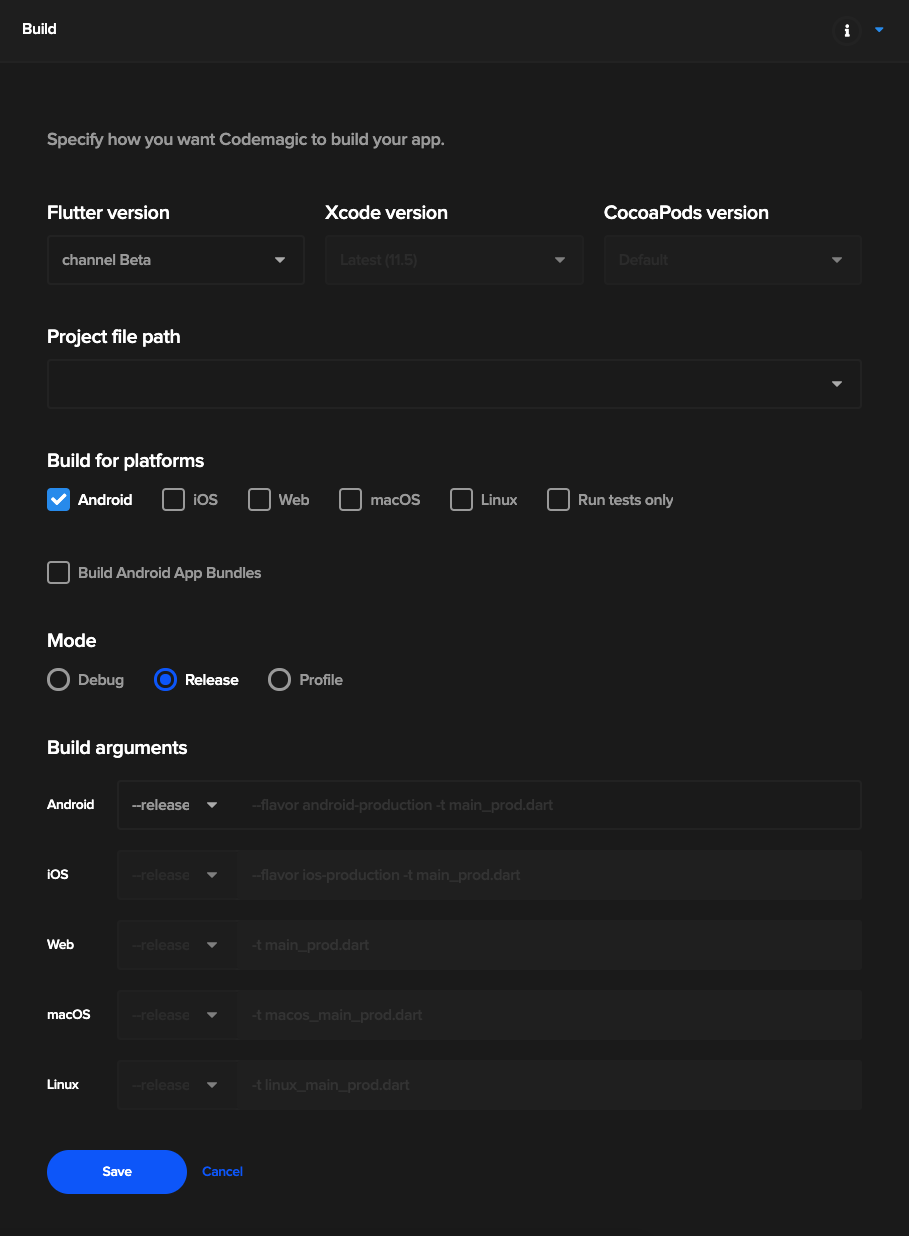 Build
Specify how you want Codemagic to build your app.
Flutter version Xcode version CocoaPods version
channel Beta Latest (11.5) Default
Project file path
Build for platforms
Android iOS Web macOS Linux Run tests only
Build Android App Bundles
Mode
Debug Release Profile
Build arguments
Android --release --flavor android-production -t main_prod.dart
iOS --release --flavor ios-production -t main_prod.dart
Web --release -t main_prod.dart
macOS --release -t macos_main_prod.dart
Linux --release -t linux_main_prod.dart
Save Cancel